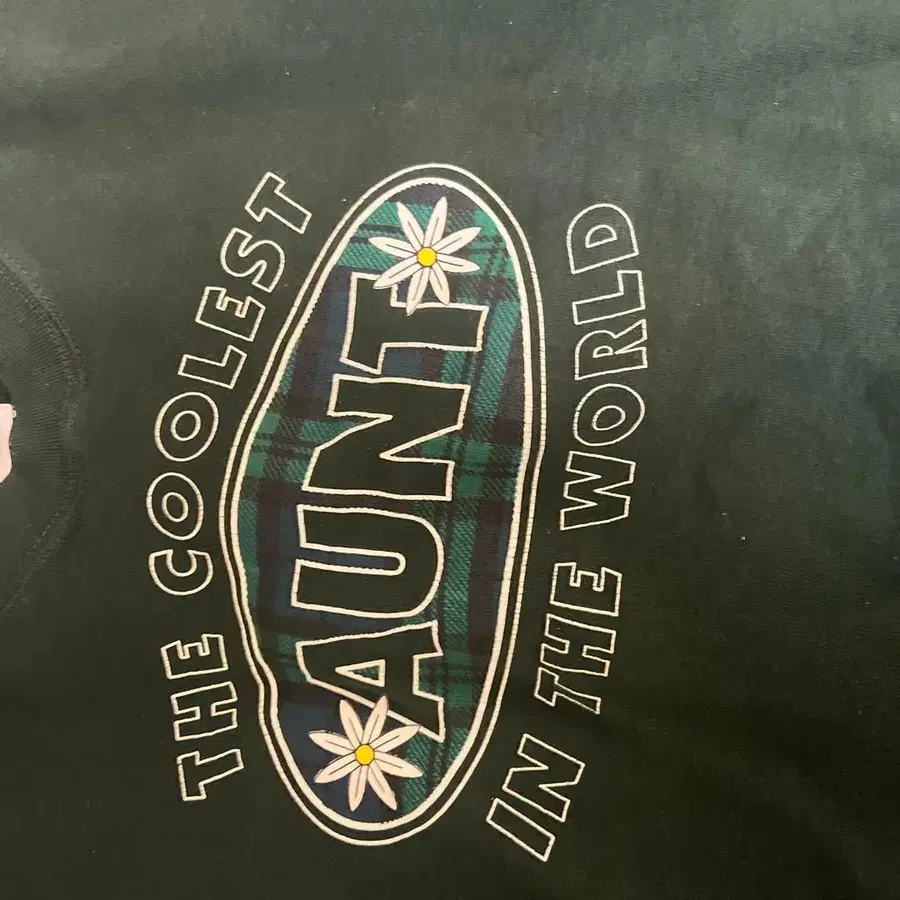 THE COOLEST
AUNT
IN THE WORLD